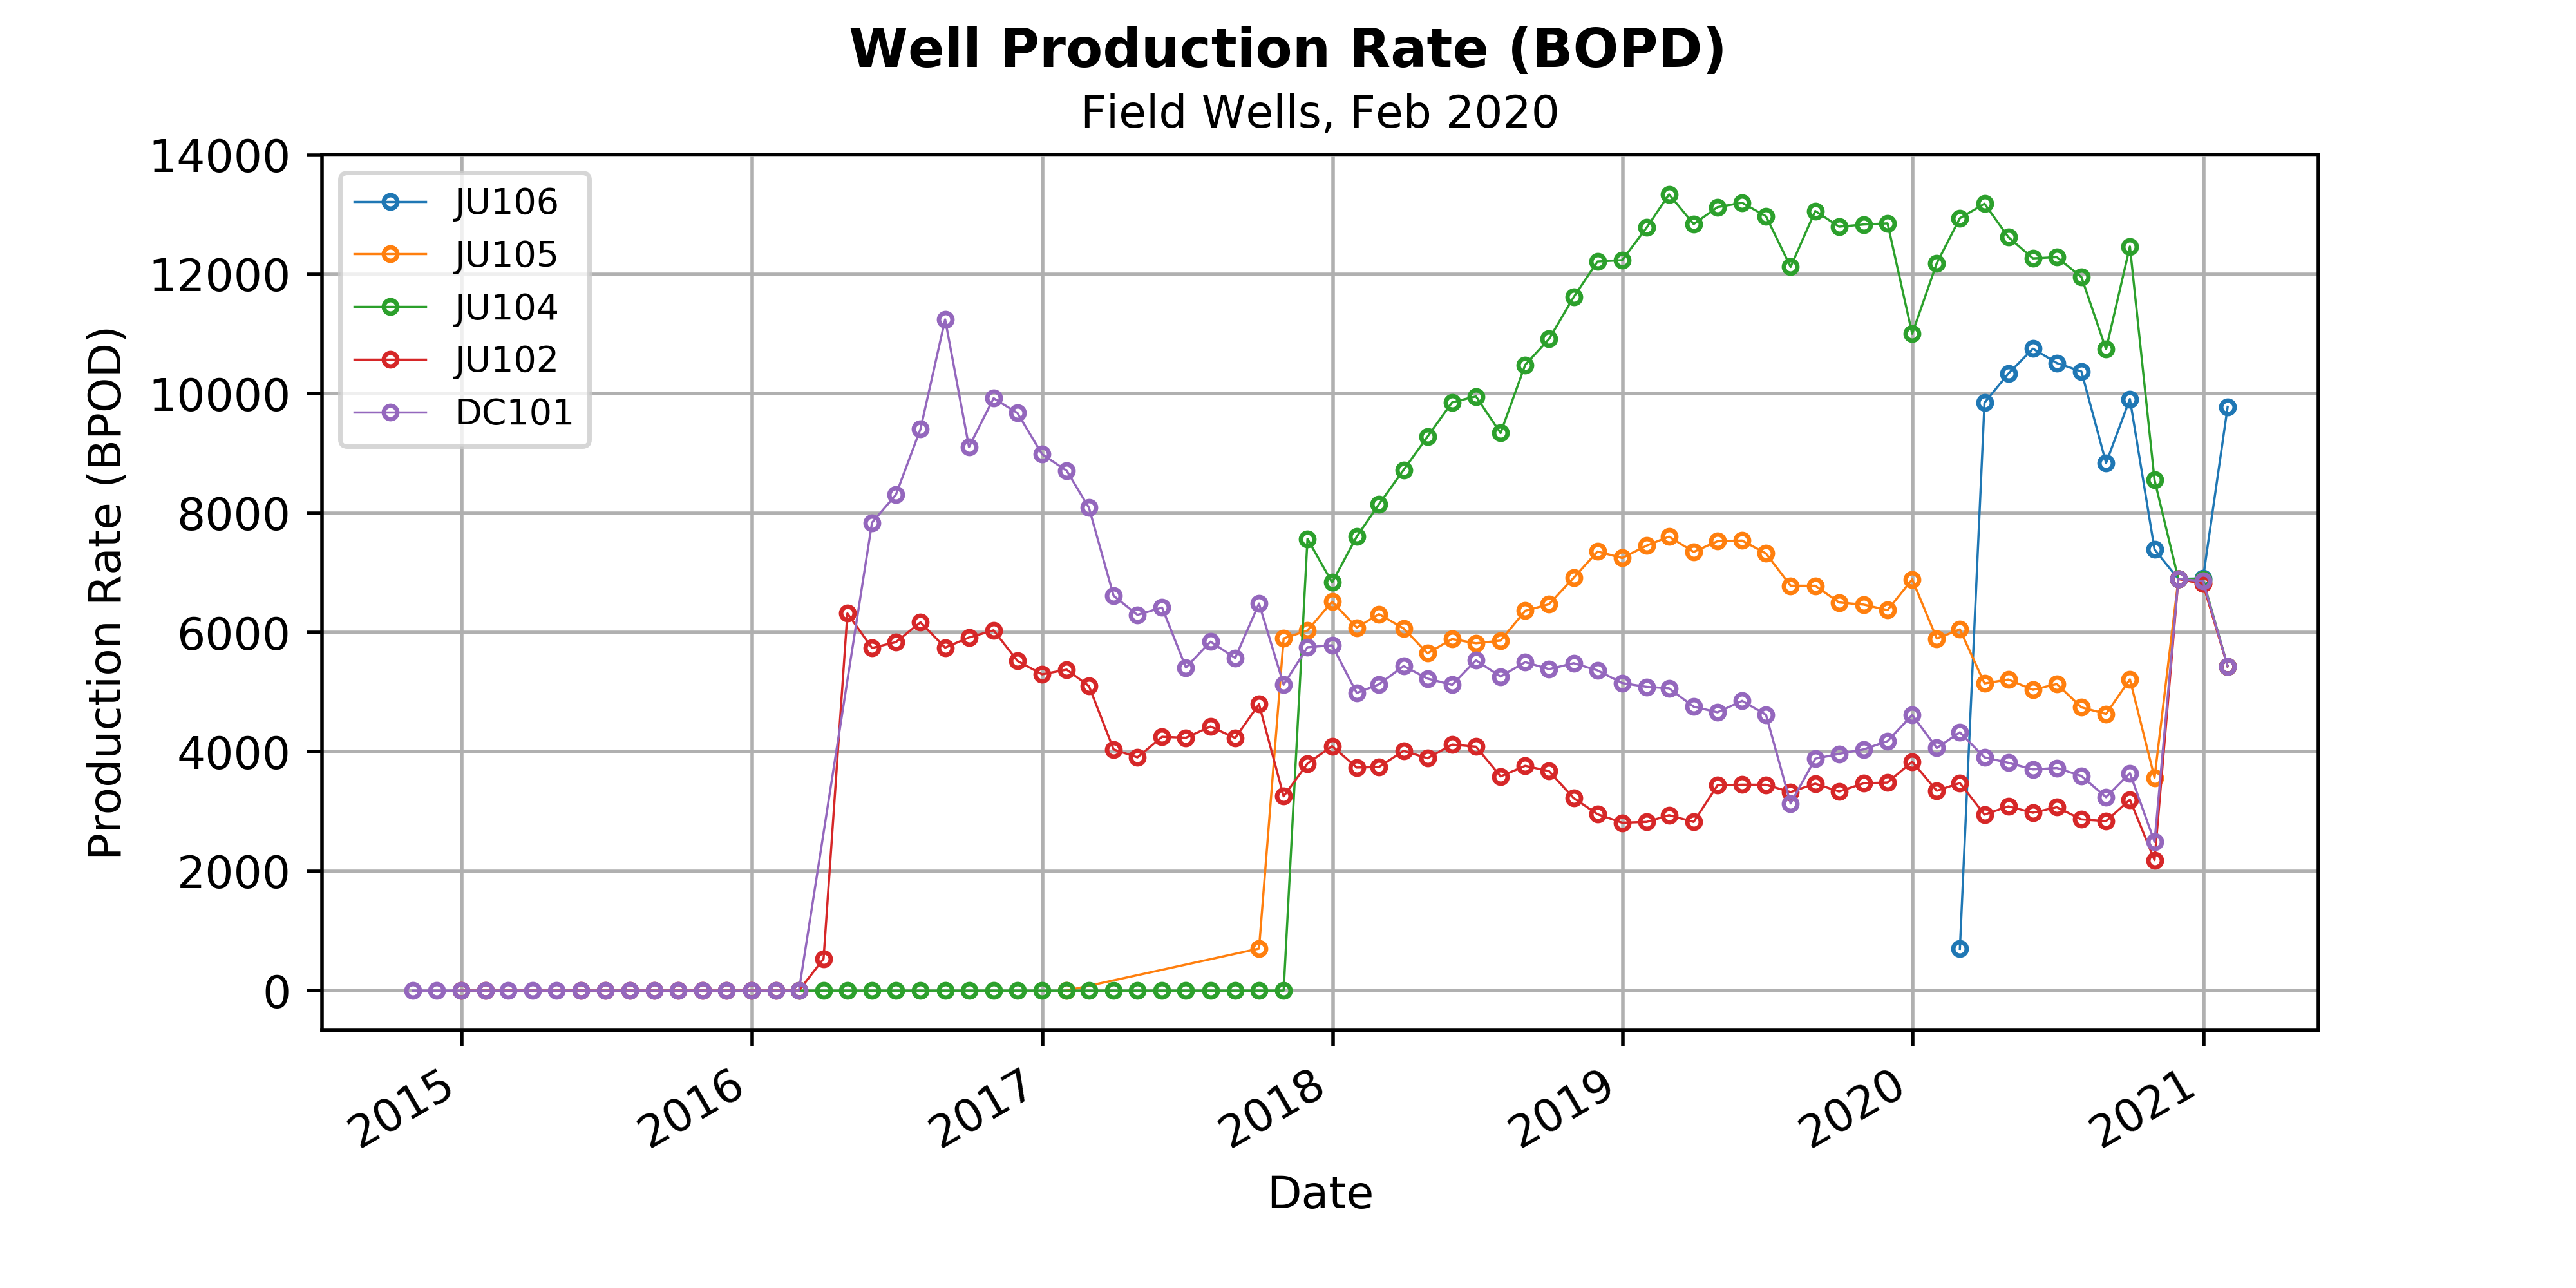 Well Production Rate (BOPD)
Field Wells, Feb 2020
Production Rate (BPOD)
14000
12000
10000
8000
6000
4000
2000
0
JU106
JU105
JU104
JU102
DC101
2015
2016
2017
2018
2019
2020
2021
Date